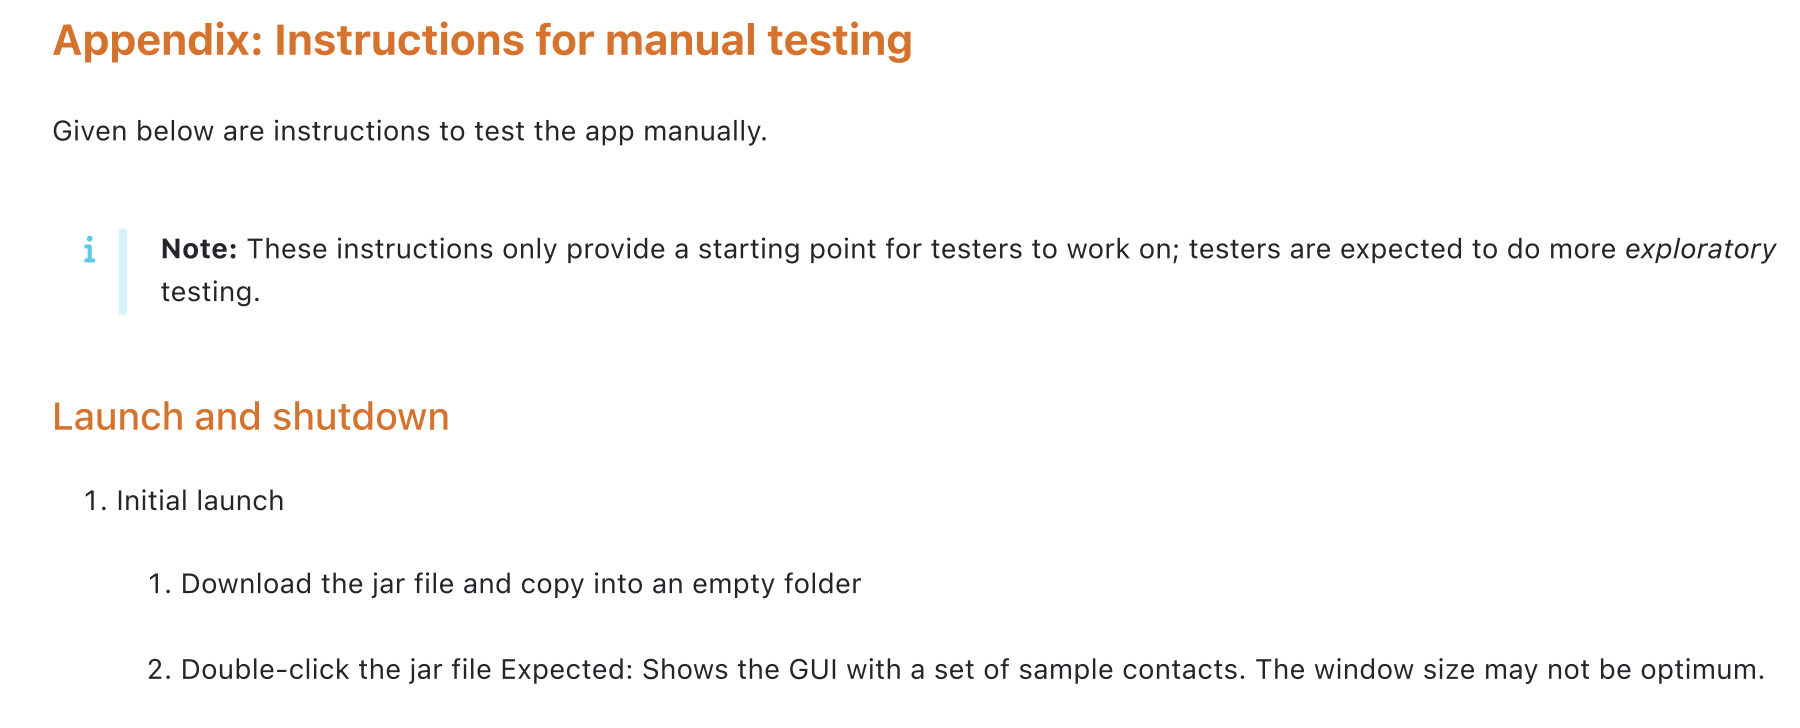 Appendix: Instructions for manual testing
Given below are instructions to test the app manually.
i
Note: These instructions only provide a starting point for testers to work on; testers are expected to do more exploratory
testing.
Launch and shutdown
1. Initial launch
1. Download the jar file and copy into an empty folder
2. Double-click the jar file Expected: Shows the GUI with a set of sample contacts. The window size may not be optimum.